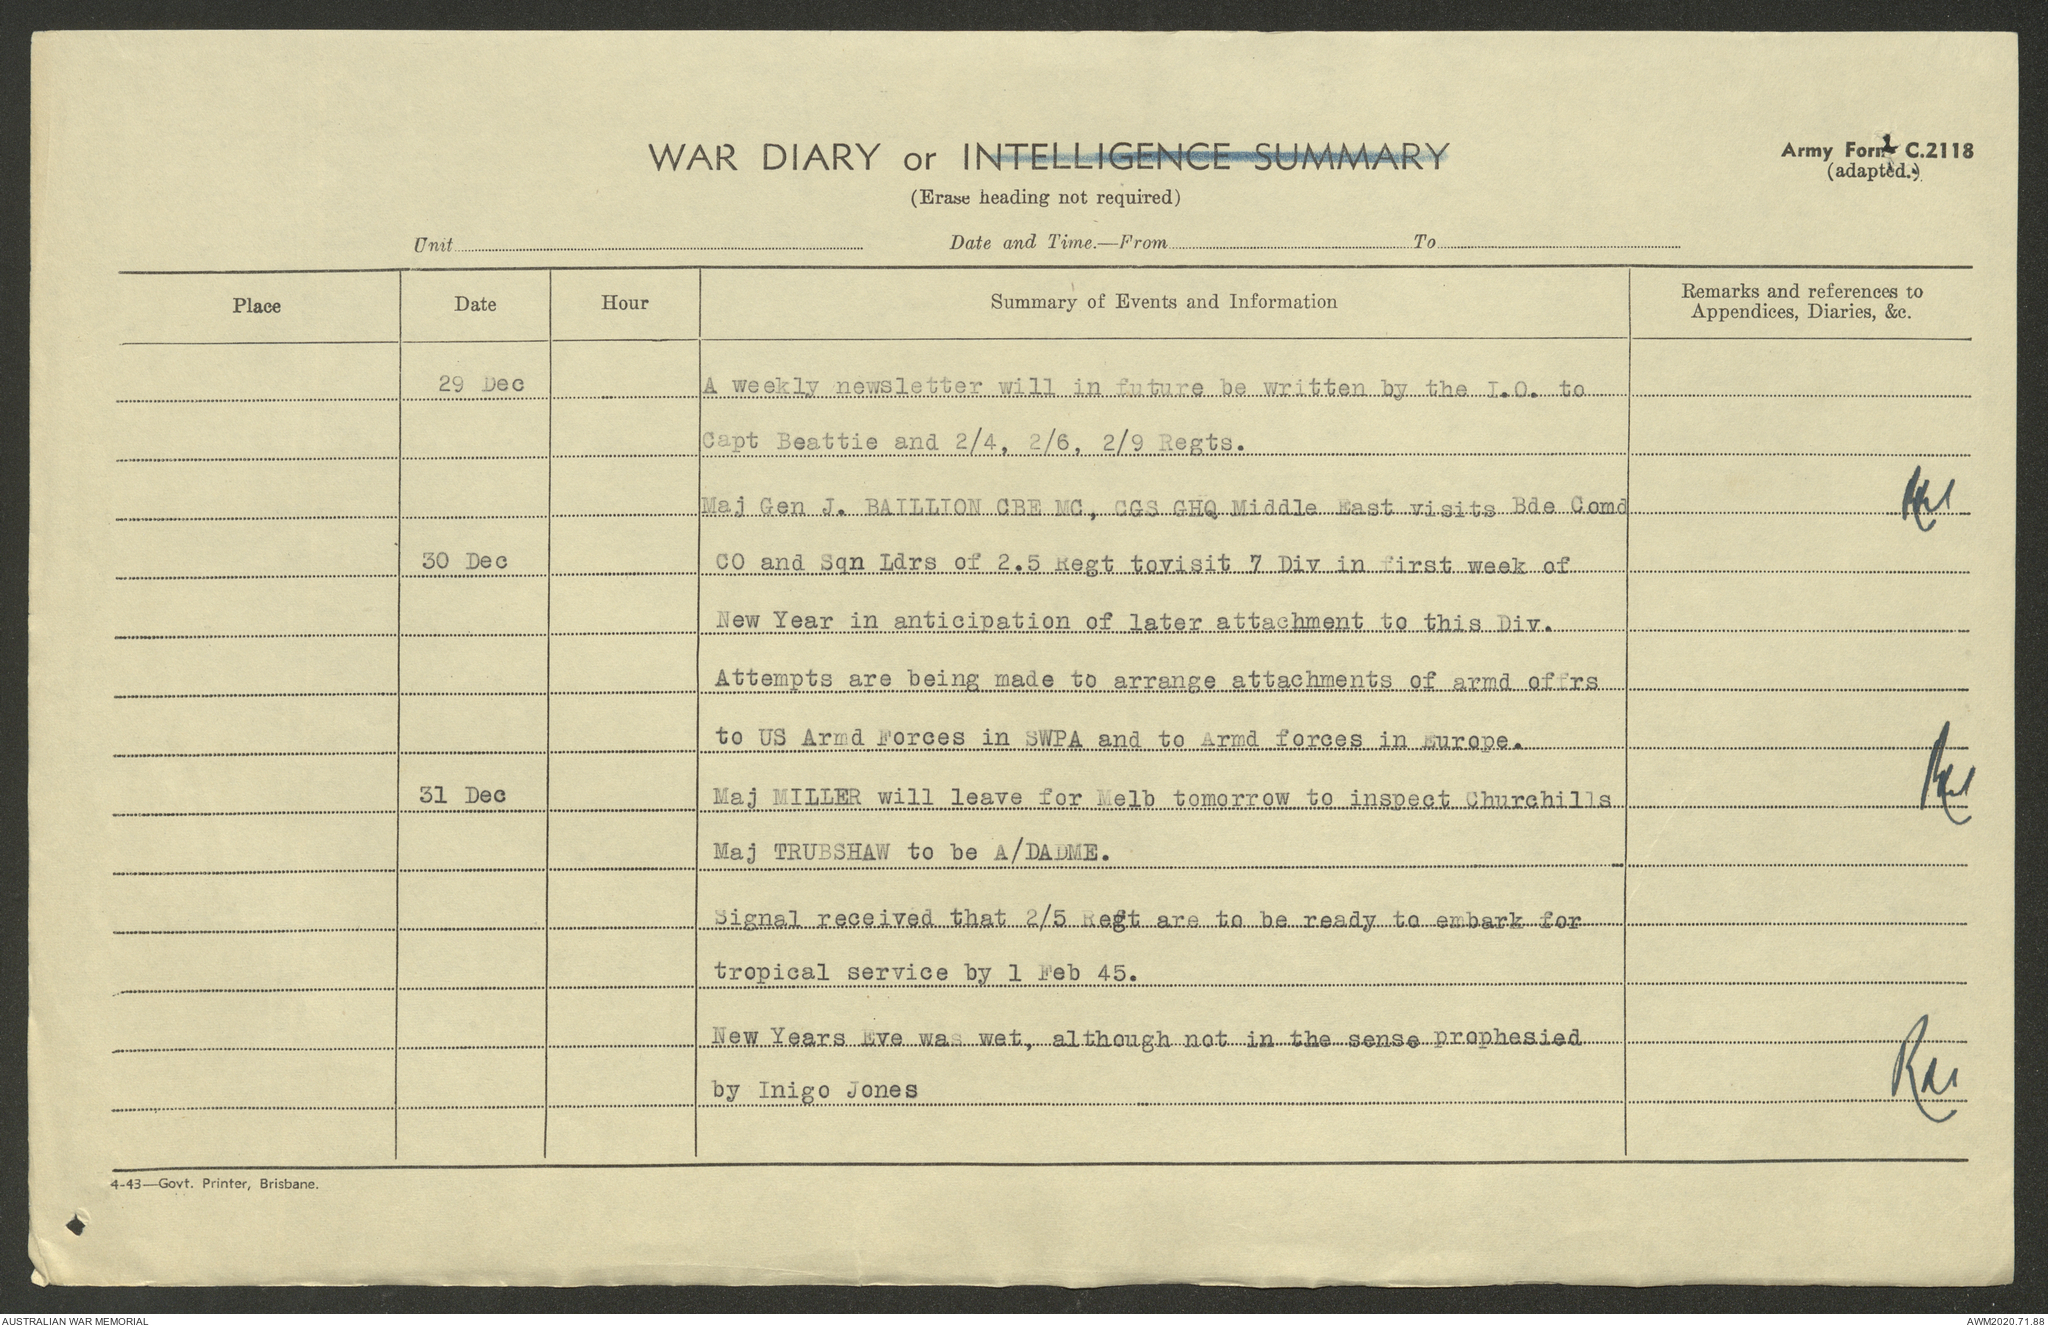 WAR DIARY or INTELLIGENCE SUMMARY
Army Form C.2118
(adapted.)
(Erase heading not required)
Unit Date and Time.—From To
Place Date Hour Summary of Events and Information Remarks and references to
Appendices, Diaries, &c.
29 Dec A weekly newsletter will in future be written by the I.O. to
Capt Beattie and 2/4, 2/6, 2/9 Regts.
Maj Gen J. BAILLION CBE MC, CGS GHQ Middle East visits Bde Comd
30 Dec CO and Sqn Ldrs of 2.5 Regt tovisit 7 Div in first week of
New Year in anticipation of later attachment to this Div.
Attempts are being made to arrange attachments of armd offrs
to US Armd Forces in SWPA and to Armd forces in Europe.
31 Dec Maj MILLER will leave for Melb tomorrow to inspect Churchills
Maj TRUBSHAW to be A/DADME.
Signal received that 2/5 Regt are to be ready to embark for
tropical service by 1 Feb 45.
New Years Eve was wet, although not in the sense prophesied
by Inigo Jones
4-43—Govt. Printer, Brisbane.
AUSTRALIAN WAR MEMORIAL AWM2020.71.88